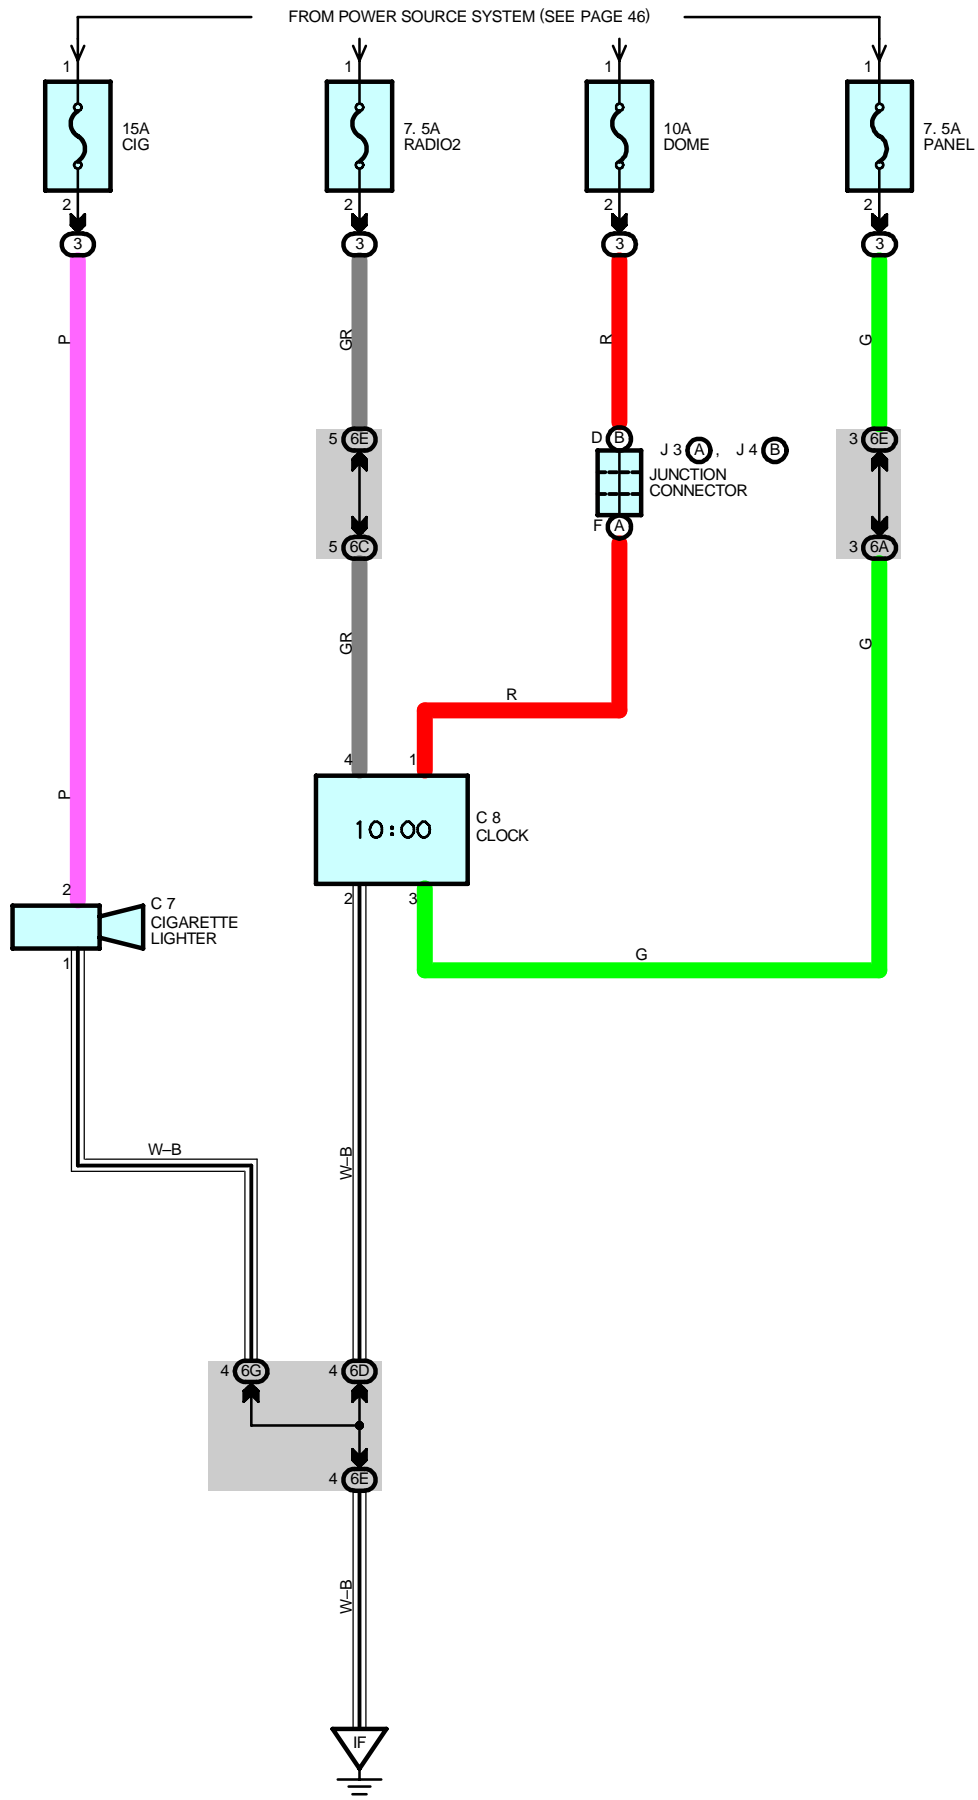 FROM POWER SOURCE SYSTEM (SEE PAGE 46)
1
1
1
1
15A
CIG
7. 5A
RADIO2
10A
DOME
7. 5A
PANEL
2
2
2
2
3
3
3
3
P
GR
R
G
5 6E
D B
J 3 A , J 4 B
3 6E
JUNCTION
CONNECTOR
5 6C
F A
3 6A
GR
G
R
P
4
1
10:00
C 8
CLOCK
2
C 7
CIGARETTE
LIGHTER
2
3
1
G
W–B
W–B
4 6G
4 6D
4 6E
W–B
IF